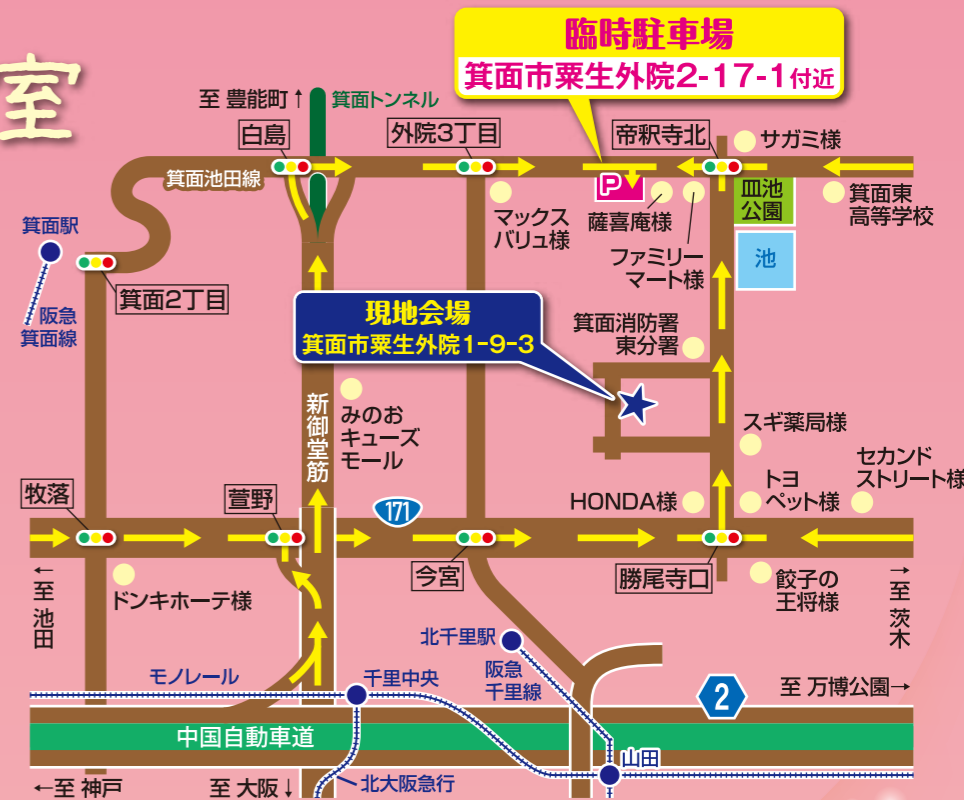 室
臨時駐車場
箕面市粟生外院2-17-1付近
至 豊能町↑
箕面トンネル
白島
外院3丁目
帝釈寺北
サガミ様
箕面池田線
P
皿池
公園
箕面東
高等学校
マックス
バリュ様
薩喜庵様
ファミリー
マート様
池
箕面駅
阪急
箕面線
箕面2丁目
現地会場
箕面市粟生外院1-9-3
箕面消防署
東分署
新御堂筋
みのお
キューズ
モール
スギ薬局様
セカンド
ストリート様
トヨ
ペット様
HONDA様
牧落
萱野
171
今宮
勝尾寺口
←至 池田
ドンキホーテ様
餃子の
王将様
→至 茨木
北千里駅
阪急
千里線
モノレール
千里中央
2
至 万博公園→
中国自動車道
山田
←至 神戸
至 大阪↓
北大阪急行